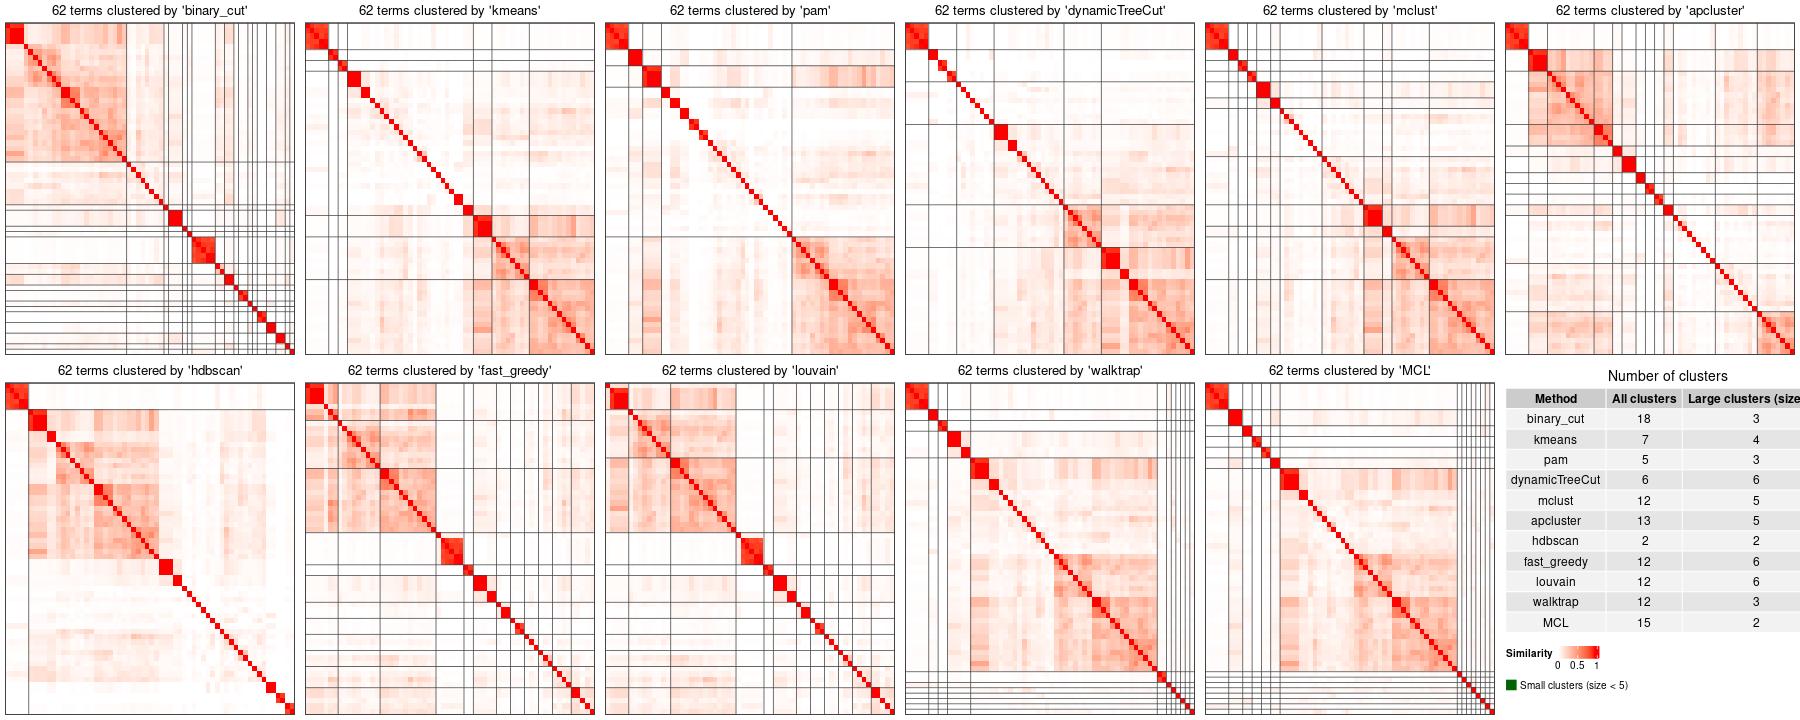 62 terms clustered by 'binary_cut'
62 terms clustered by 'kmeans'
62 terms clustered by 'pam'
62 terms clustered by 'dynamicTreeCut'
62 terms clustered by 'mclust'
62 terms clustered by 'apcluster'
62 terms clustered by 'hdbscan'
62 terms clustered by 'fast_greedy'
62 terms clustered by 'louvain'
62 terms clustered by 'walktrap'
62 terms clustered by 'MCL'
Number of clusters
Method All clusters Large clusters (size
binary_cut 18 3
kmeans 7 4
pam 5 3
dynamicTreeCut 6 6
mclust 12 5
apcluster 13 5
hdbscan 2 2
fast_greedy 12 6
louvain 12 6
walktrap 12 3
MCL 15 2
Similarity
0 0.5 1
Small clusters (size < 5)